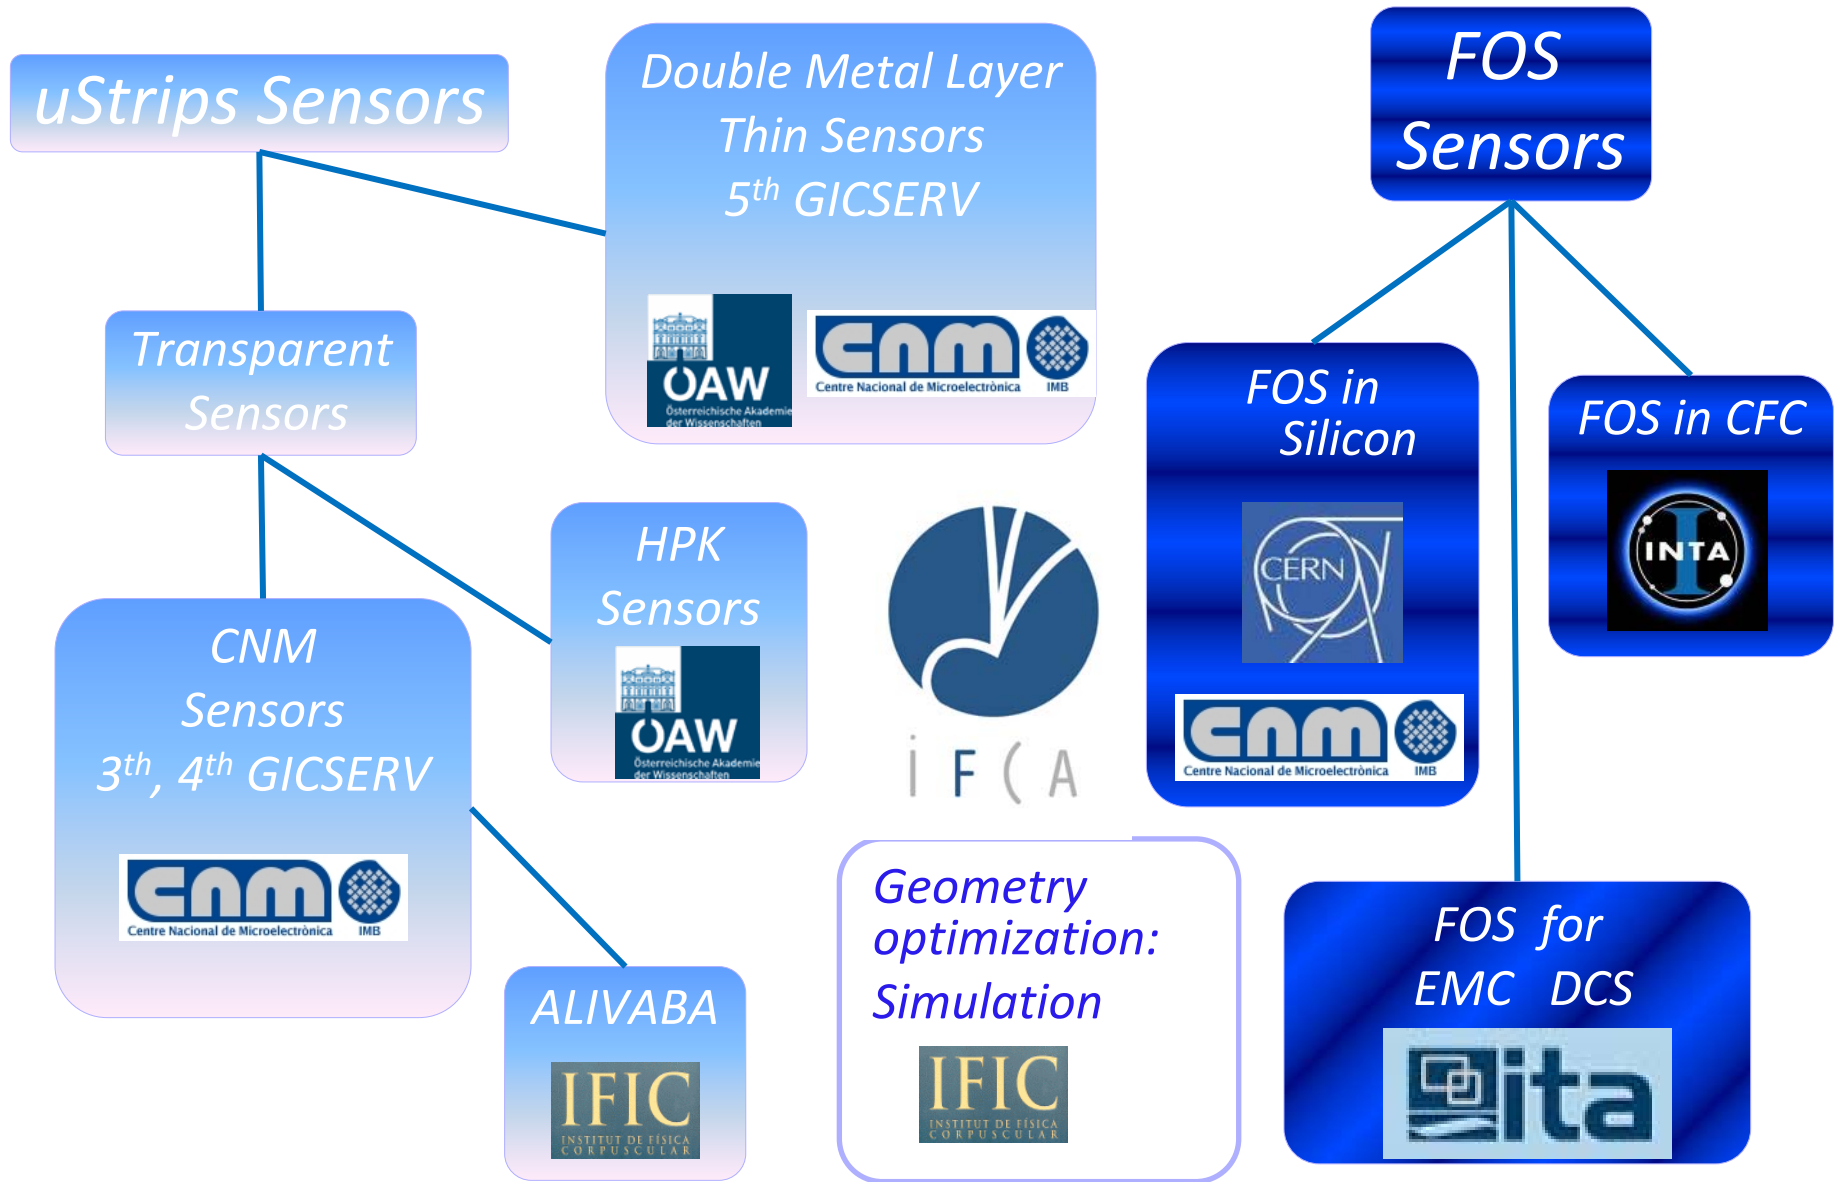 uStrips Sensors
Double Metal Layer
Thin Sensors
5th GICSERV
ÖAW
Österreichische Akademie
der Wissenschaften
cnm
Centre Nacional de Microelectrònica IMB
FOS
Sensors
Transparent
Sensors
FOS in
Silicon
CERN
cnm
Centre Nacional de Microelectrònica IMB
FOS in CFC
INTA
HPK
Sensors
ÖAW
Österreichische Akademie
der Wissenschaften
iFCA
CNM
Sensors
3th, 4th GICSERV
cnm
Centre Nacional de Microelectrònica IMB
ALIVABA
IFIC
INSTITUT DE FÍSICA
CORPUSCULAR
Geometry
optimization:
Simulation
IFIC
INSTITUT DE FÍSICA
CORPUSCULAR
FOS for
EMC DCS
ita